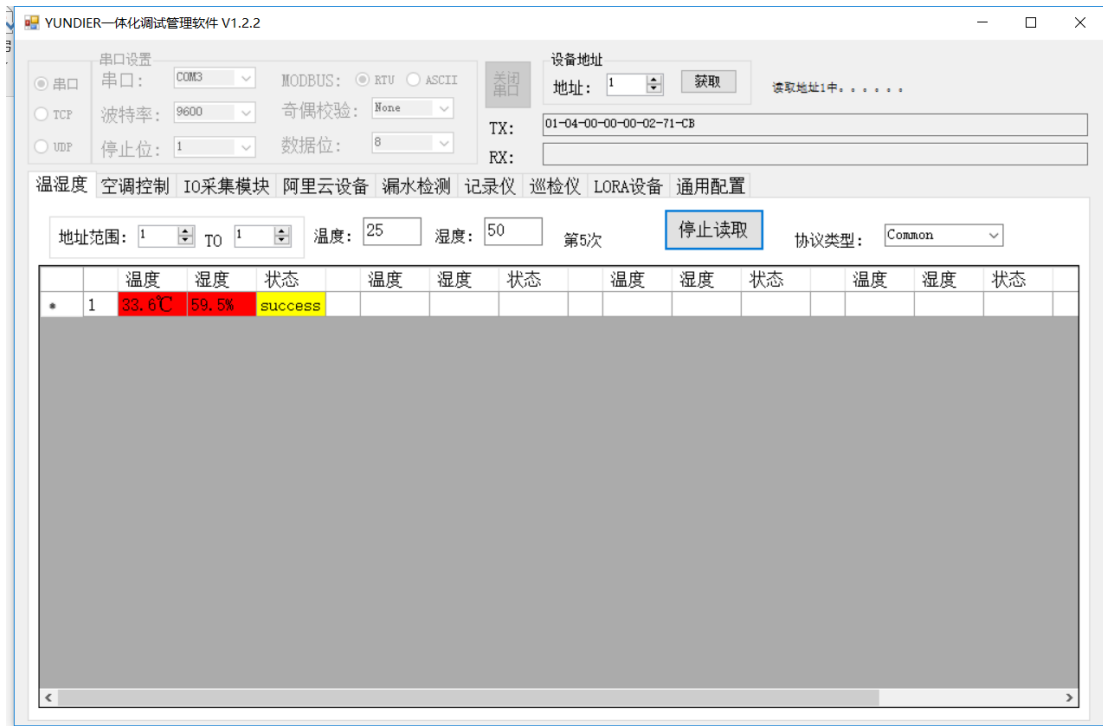 YUNDIER一体化调试管理软件 V1.2.2
串口设置
设备地址
串口
串口: COM3
MODBUS: RTU ASCII
关闭串口
地址: 1
获取
读取地址1中。。。。。。
TCP
波特率: 9600
奇偶校验: None
TX: 01-04-00-00-00-02-71-CB
UDP
停止位: 1
数据位: 8
RX:
温湿度 空调控制 IO采集模块 阿里云设备 漏水检测 记录仪 巡检仪 LORA设备 通用配置
地址范围: 1 TO 1 温度: 25 湿度: 50 第5次 停止读取 协议类型: Common
温度 湿度 状态 温度 湿度 状态 温度 湿度 状态 温度 湿度 状态
* 1 33.6℃ 59.5% success